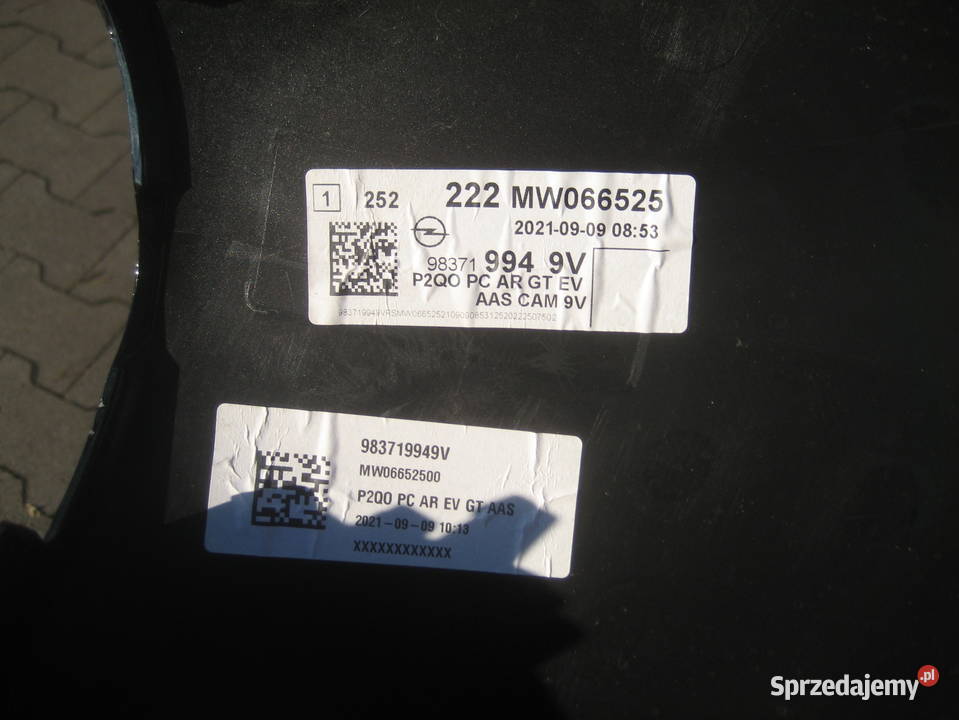 1 252 222 MW066525
2021-09-09 08:53
98371 994 9V
P2QO PC AR GT EV
AAS CAM 9V
983719949V
MW06652500
P2QO PC AR EV GT AAS
2021-09-09 10:13
XXXXXXXXXXXX
Sprzedajemy.pl